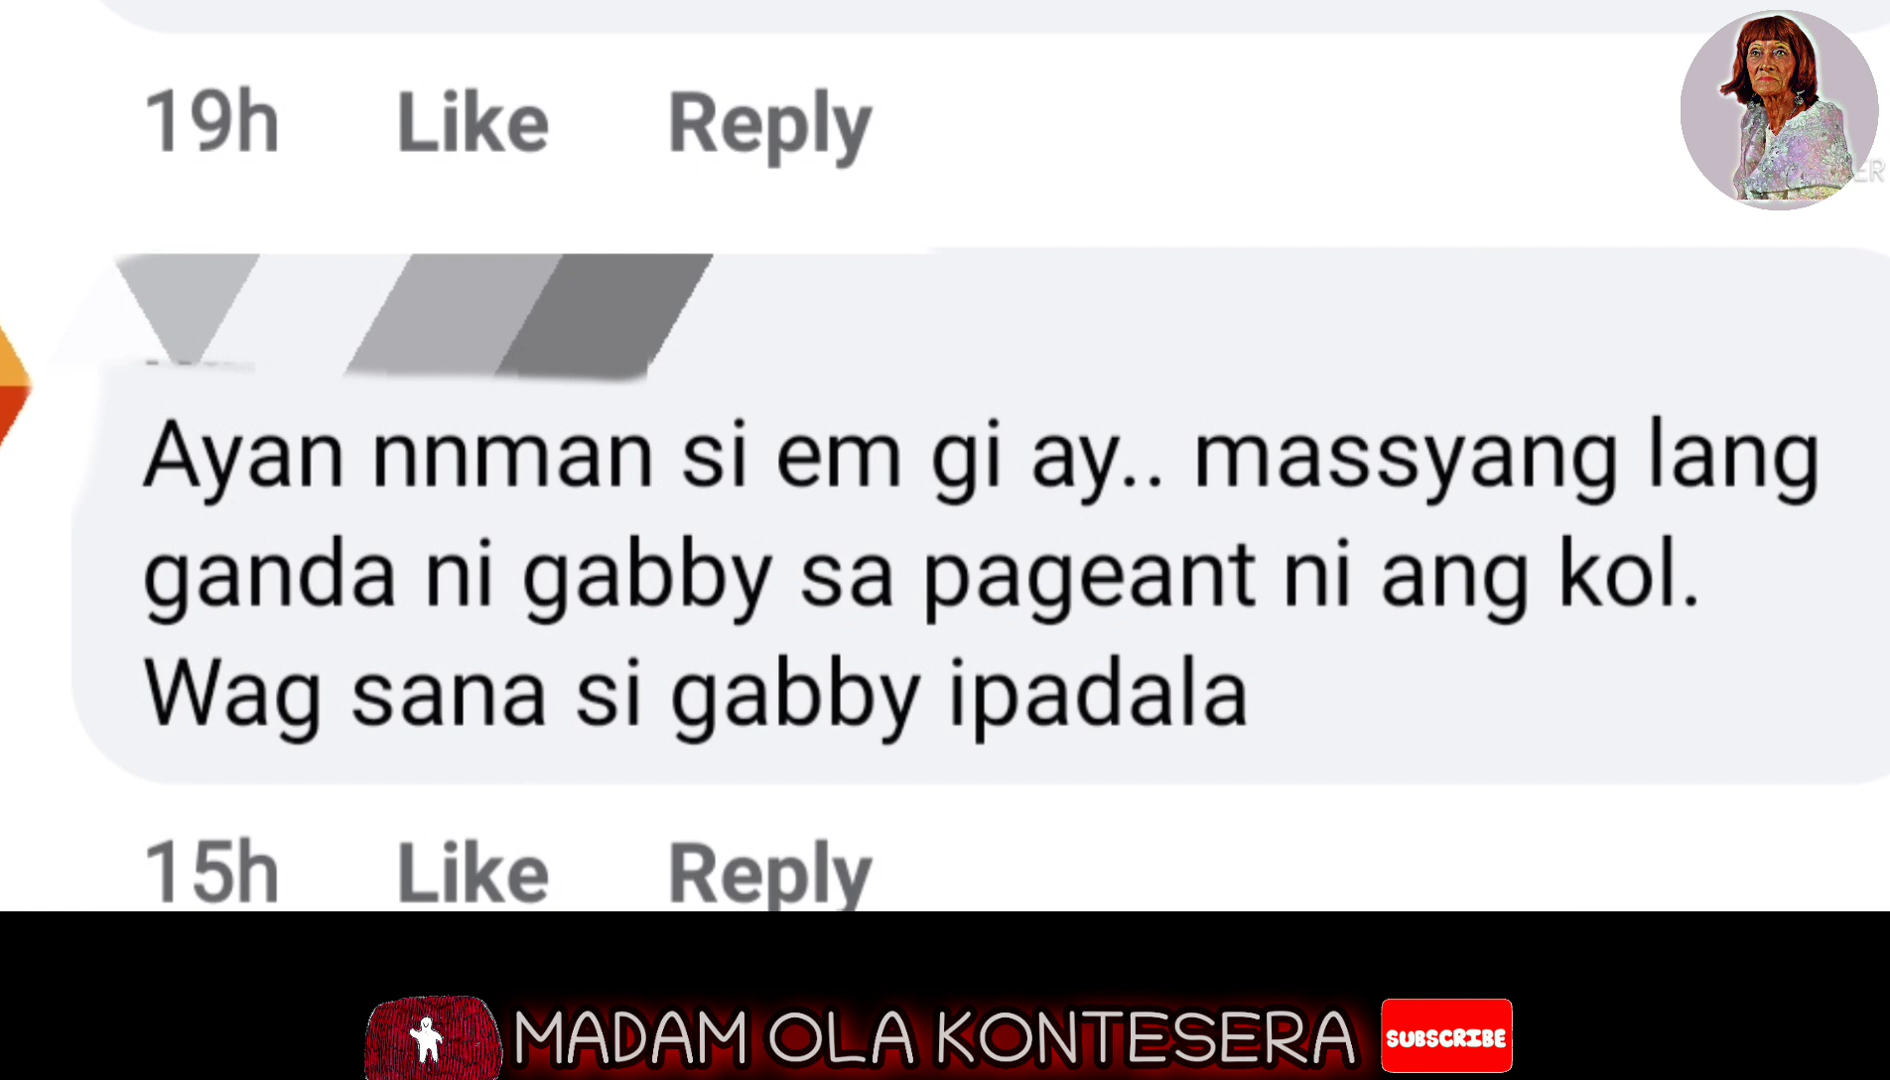 19h Like Reply
ER
Ayan nnman si em gi ay.. massyang lang
ganda ni gabby sa pageant ni ang kol.
Wag sana si gabby ipadala
15h Like Reply
MADAM OLA KONTESERA SUBSCRIBE